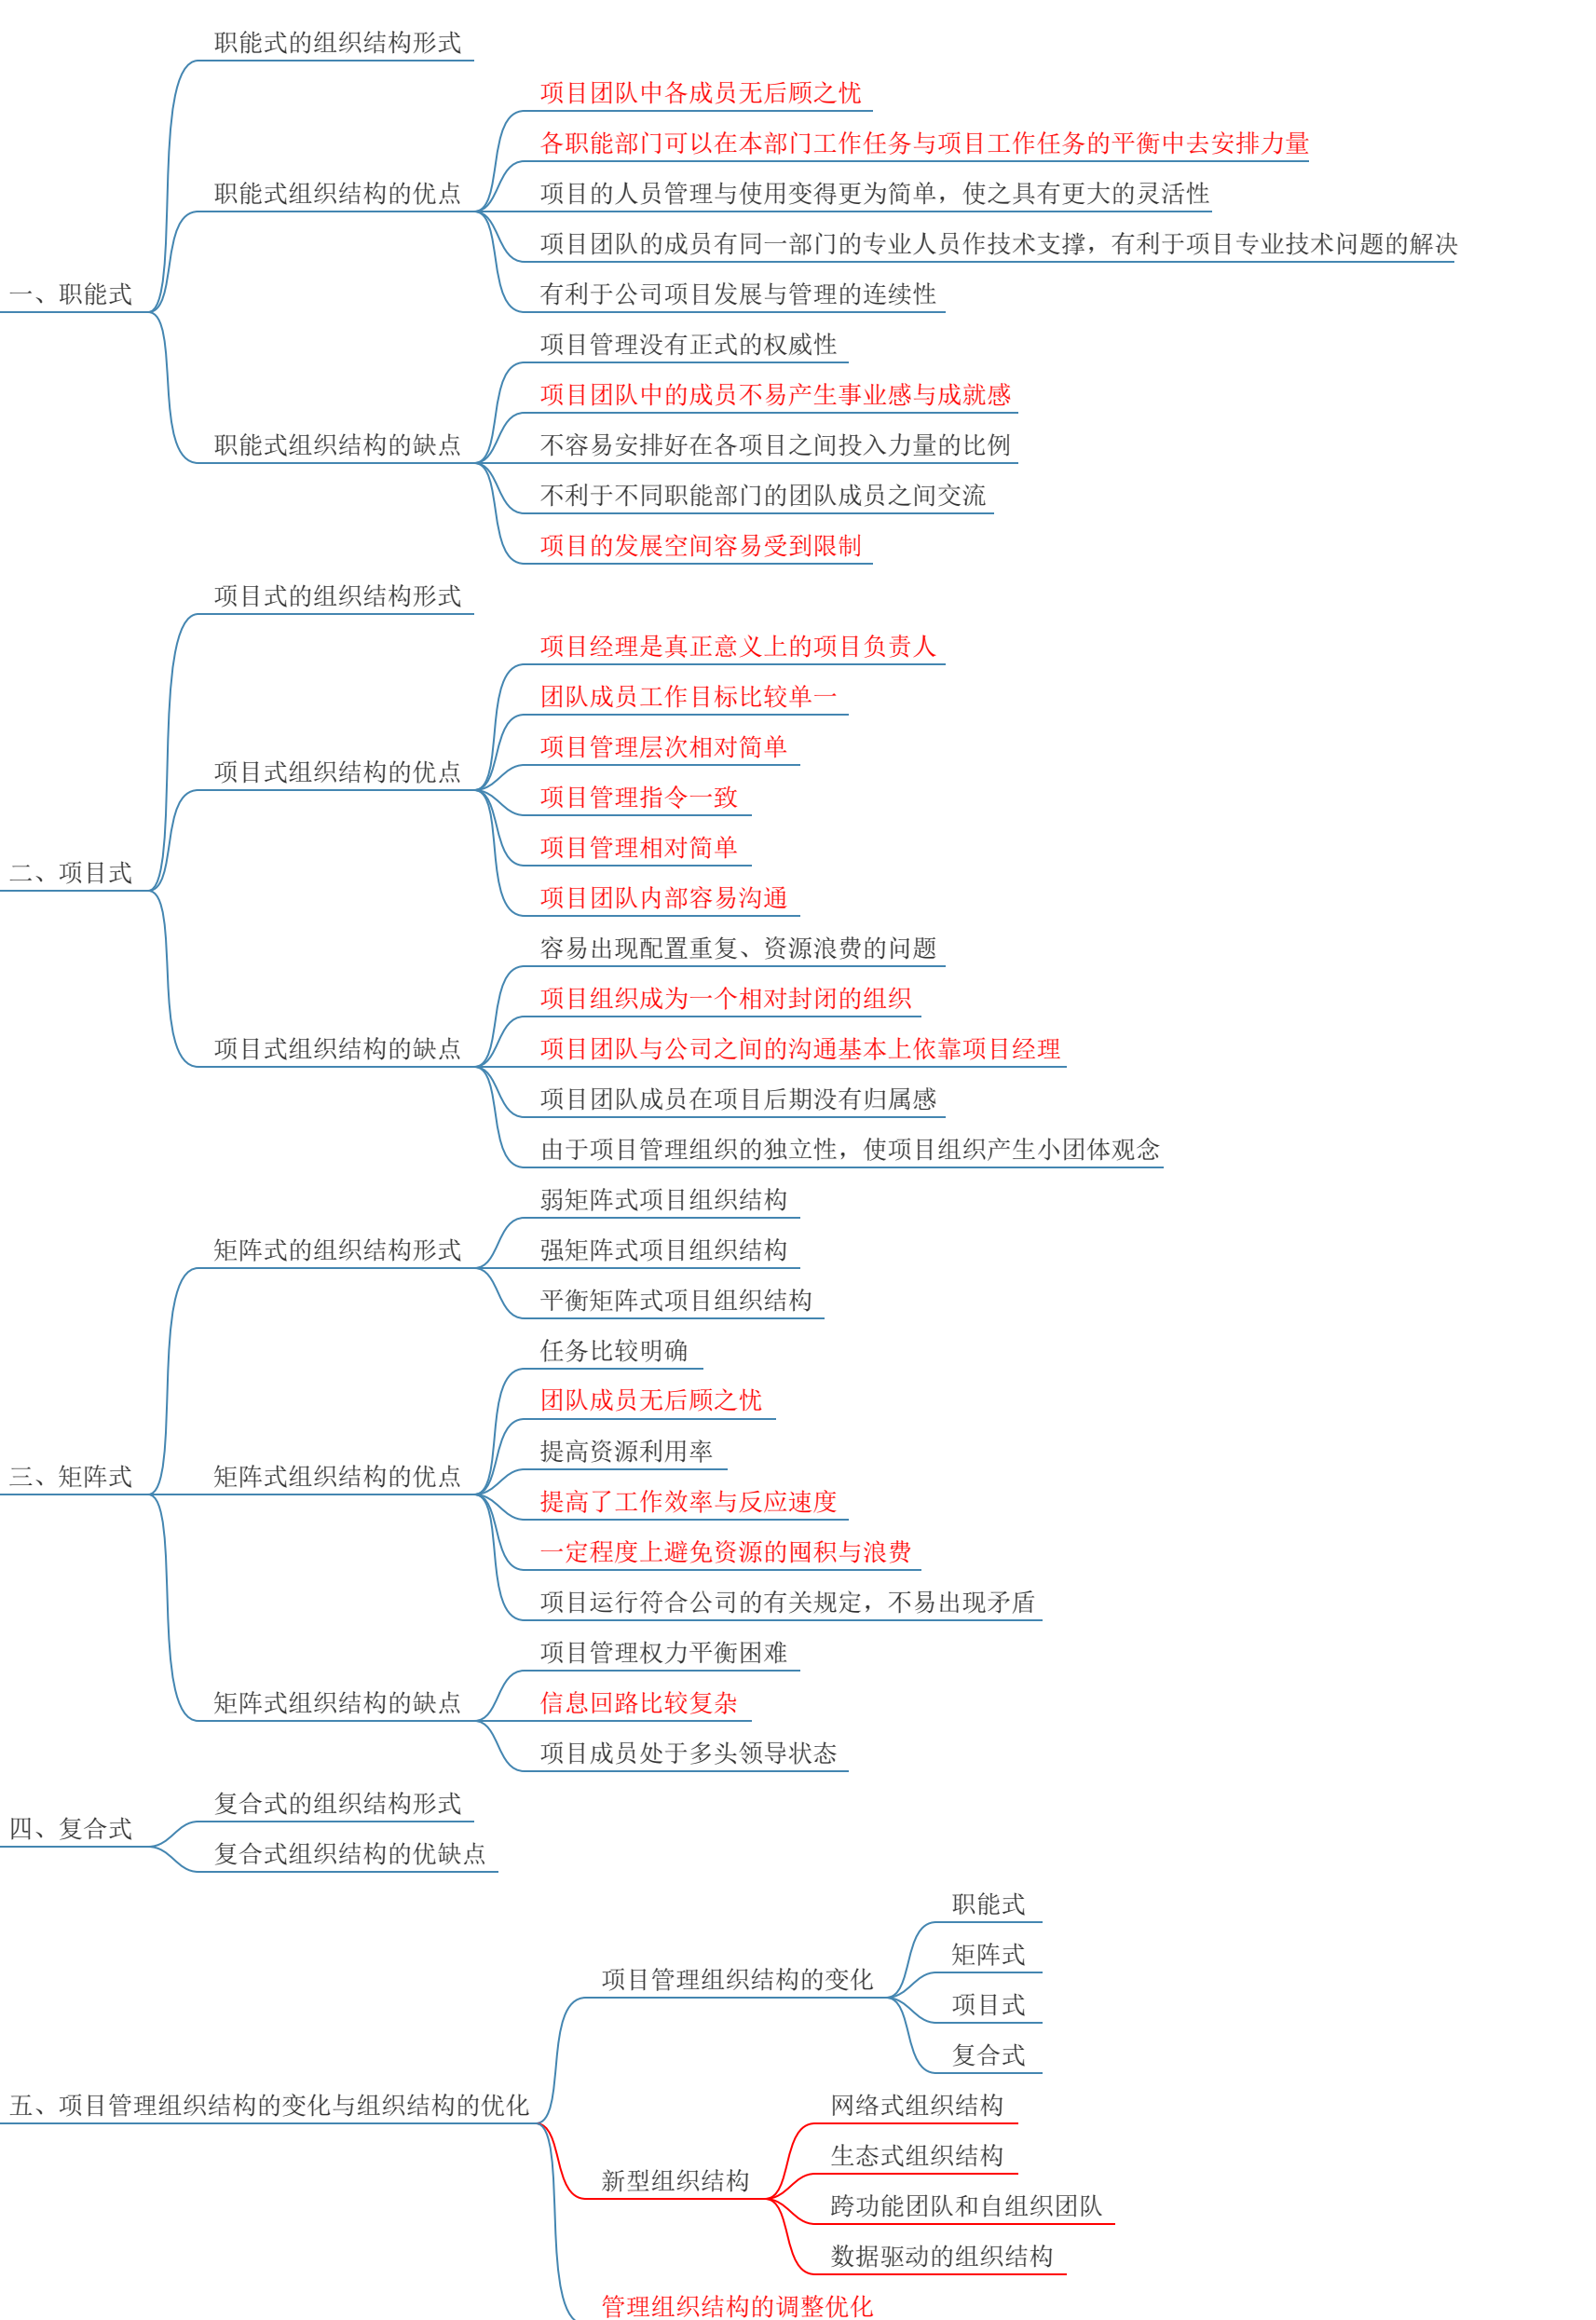 职能式的组织结构形式
项目团队中各成员无后顾之忧
各职能部门可以在本部门工作任务与项目工作任务的平衡中去安排力量
职能式组织结构的优点
项目的人员管理与使用变得更为简单，使之具有更大的灵活性
项目团队的成员有同一部门的专业人员作技术支撑，有利于项目专业技术问题的解决
一、职能式
有利于公司项目发展与管理的连续性
项目管理没有正式的权威性
项目团队中的成员不易产生事业感与成就感
职能式组织结构的缺点
不容易安排好在各项目之间投入力量的比例
不利于不同职能部门的团队成员之间交流
项目的发展空间容易受到限制
项目式的组织结构形式
项目经理是真正意义上的项目负责人
团队成员工作目标比较单一
项目管理层次相对简单
项目式组织结构的优点
项目管理指令一致
项目管理相对简单
二、项目式
项目团队内部容易沟通
容易出现配置重复、资源浪费的问题
项目组织成为一个相对封闭的组织
项目式组织结构的缺点
项目团队与公司之间的沟通基本上依靠项目经理
项目团队成员在项目后期没有归属感
由于项目管理组织的独立性，使项目组织产生小团体观念
弱矩阵式项目组织结构
矩阵式的组织结构形式
强矩阵式项目组织结构
平衡矩阵式项目组织结构
任务比较明确
团队成员无后顾之忧
提高资源利用率
三、矩阵式
矩阵式组织结构的优点
提高了工作效率与反应速度
一定程度上避免资源的囤积与浪费
项目运行符合公司的有关规定，不易出现矛盾
项目管理权力平衡困难
矩阵式组织结构的缺点
信息回路比较复杂
项目成员处于多头领导状态
复合式的组织结构形式
四、复合式
复合式组织结构的优缺点
职能式
矩阵式
项目管理组织结构的变化
项目式
复合式
五、项目管理组织结构的变化与组织结构的优化
网络式组织结构
生态式组织结构
新型组织结构
跨功能团队和自组织团队
数据驱动的组织结构
管理组织结构的调整优化